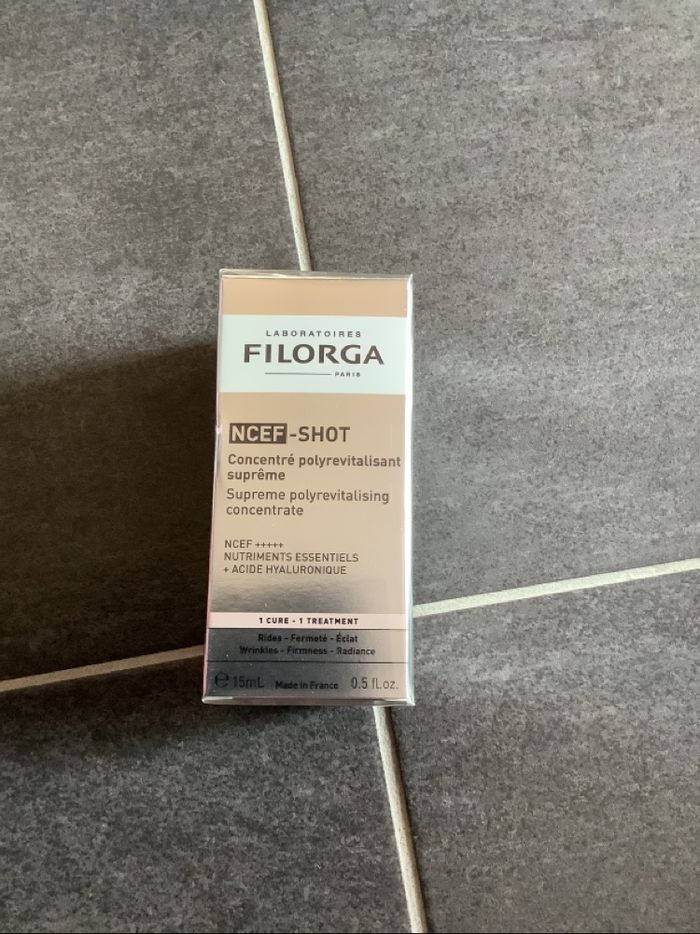 LABORATOIRES
FILORGA
PARIS
NCEF-SHOT
Concentré polyrevitalisant
suprême
Supreme polyrevitalising
concentrate
NCEF +++++
NUTRIMENTS ESSENTIELS
+ ACIDE HYALURONIQUE
1 CURE - 1 TREATMENT
Rides - Fermeté - Éclat
Wrinkles - Firmness - Radiance
℮ 15mL Made in France 0.5 fl.oz.